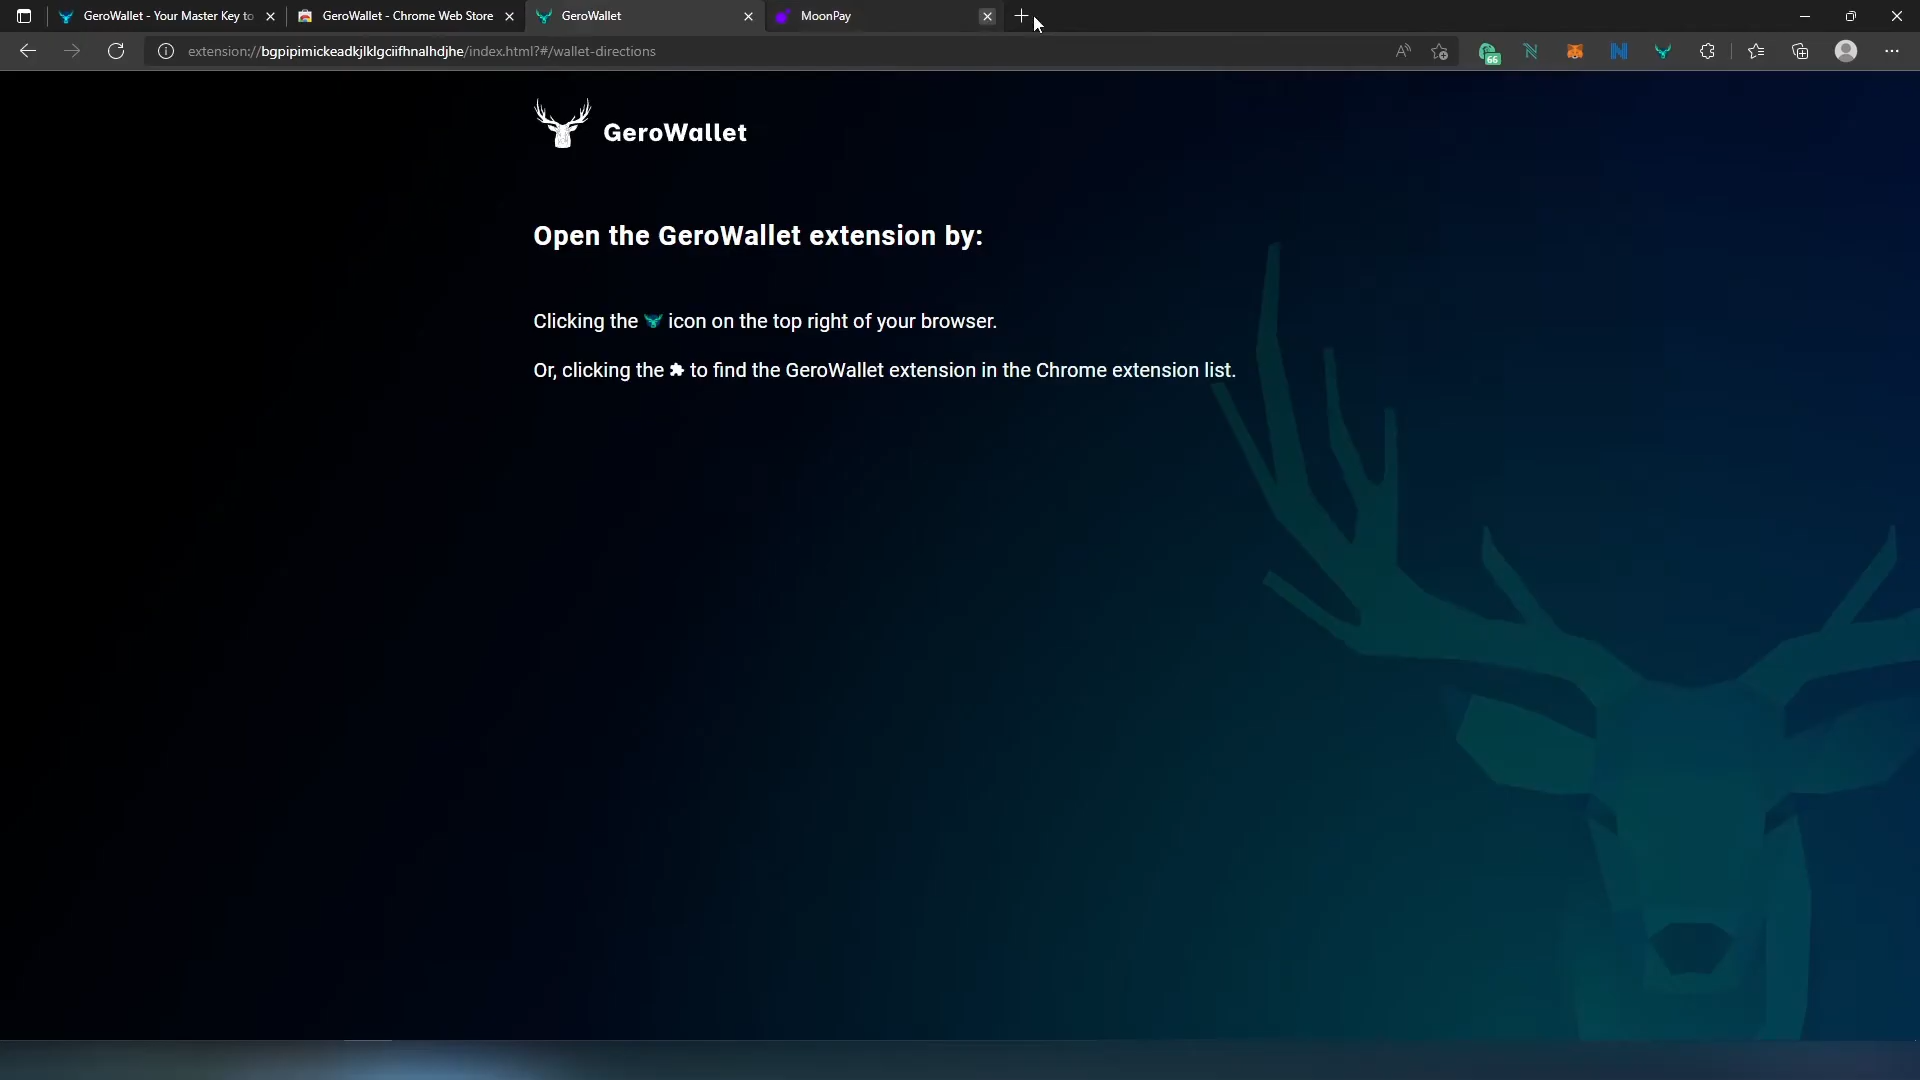 GeroWallet - Your Master Key to
GeroWallet - Chrome Web Store
GeroWallet
MoonPay
extension://bgpipimickeadkjlklgciifhnalhdjhe/index.html?#/wallet-directions
66
GeroWallet
Open the GeroWallet extension by:
Clicking the icon on the top right of your browser.
Or, clicking the to find the GeroWallet extension in the Chrome extension list.